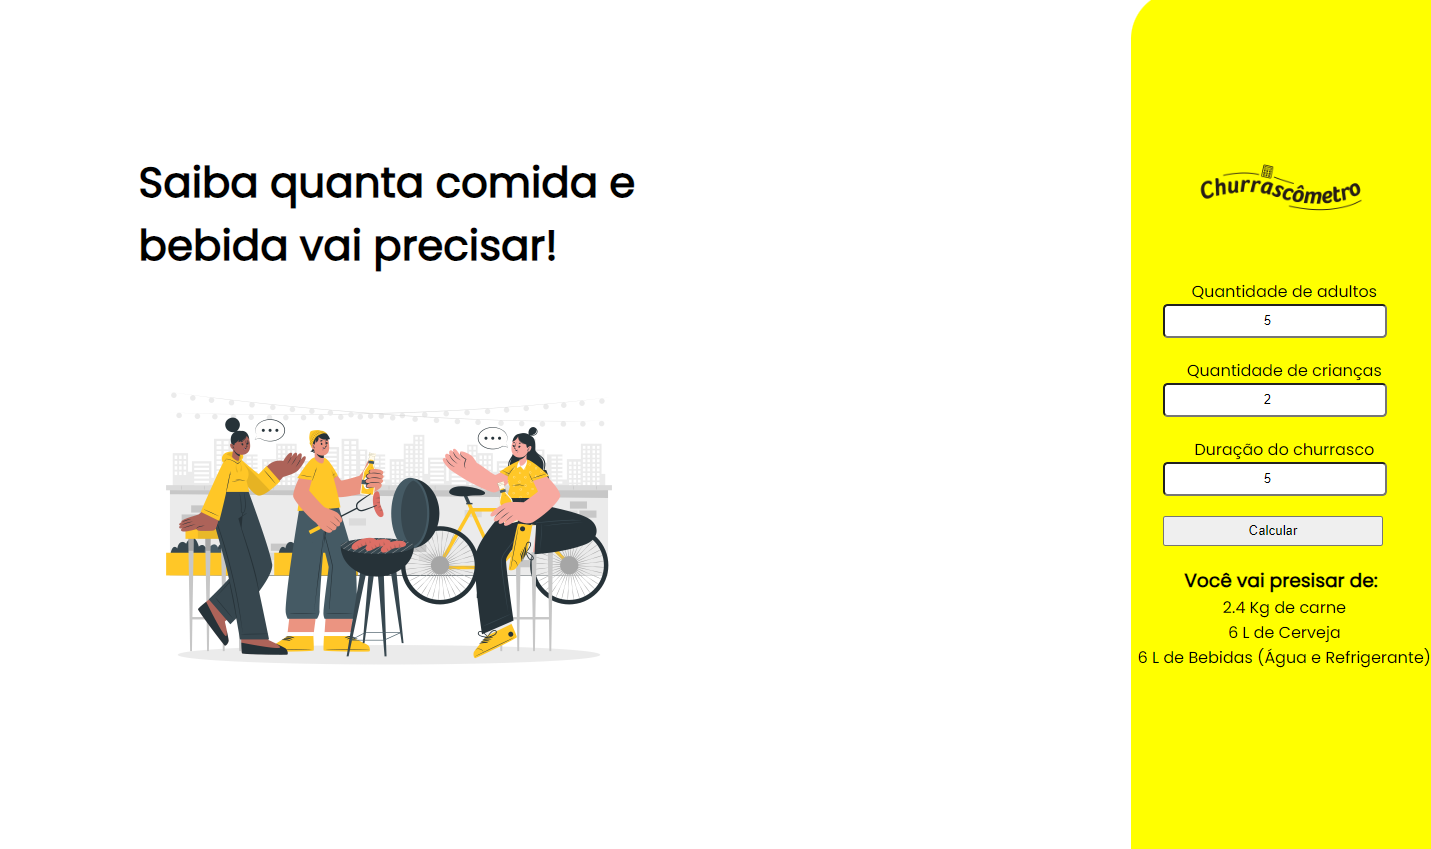 Saiba quanta comida e
bebida vai precisar!
Churrascômetro
Quantidade de adultos
5
Quantidade de crianças
2
Duração do churrasco
5
Calcular
Você vai presisar de:
2.4 Kg de carne
6 L de Cerveja
6 L de Bebidas (Água e Refrigerante)